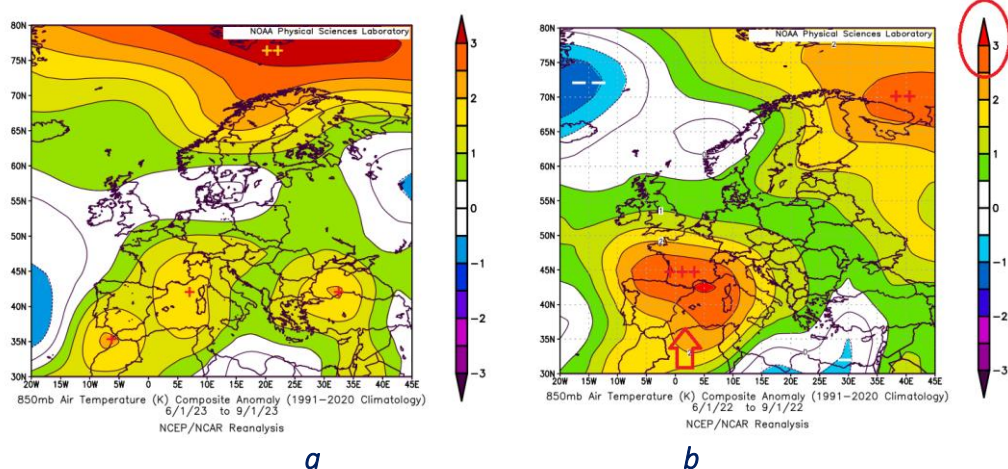 80N
75N
70N
65N
60N
55N
50N
45N
40N
35N
30N
20W 15W 10W 5W 0 5E 10E 15E 20E 25E 30E 35E 40E 45E
NOAA Physical Sciences Laboratory
++
+
+
+
3
2
1
0
-1
-2
-3
850mb Air Temperature (K) Composite Anomaly (1991-2020 Climatology)
6/1/23 to 9/1/23
NCEP/NCAR Reanalysis
a
80N
75N
70N
65N
60N
55N
50N
45N
40N
35N
30N
20W 15W 10W 5W 0 5E 10E 15E 20E 25E 30E 35E 40E 45E
NOAA Physical Sciences Laboratory
2
++
1
+++
3
2
1
0
-1
-2
-3
850mb Air Temperature (K) Composite Anomaly (1991-2020 Climatology)
6/1/22 to 9/1/22
NCEP/NCAR Reanalysis
b